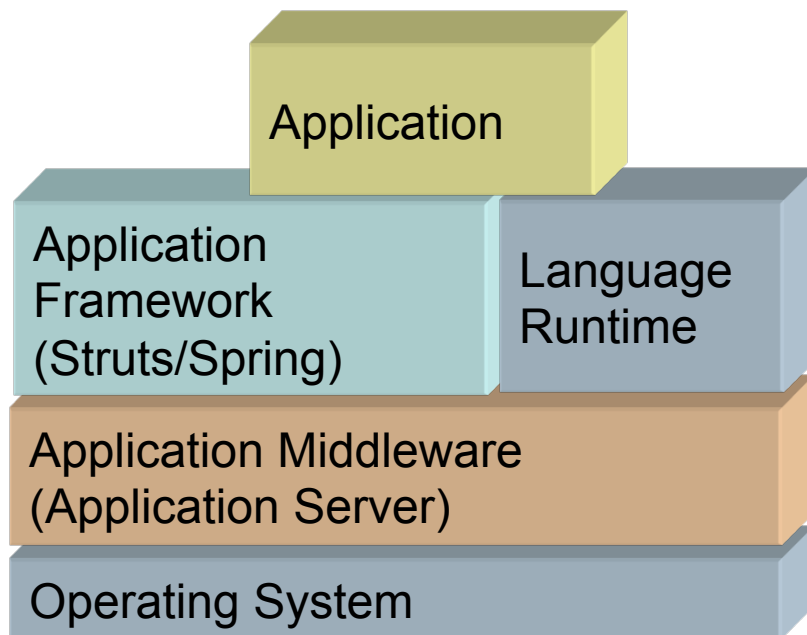 Application
Application
Framework
(Struts/Spring)
Language
Runtime
Application Middleware
(Application Server)
Operating System